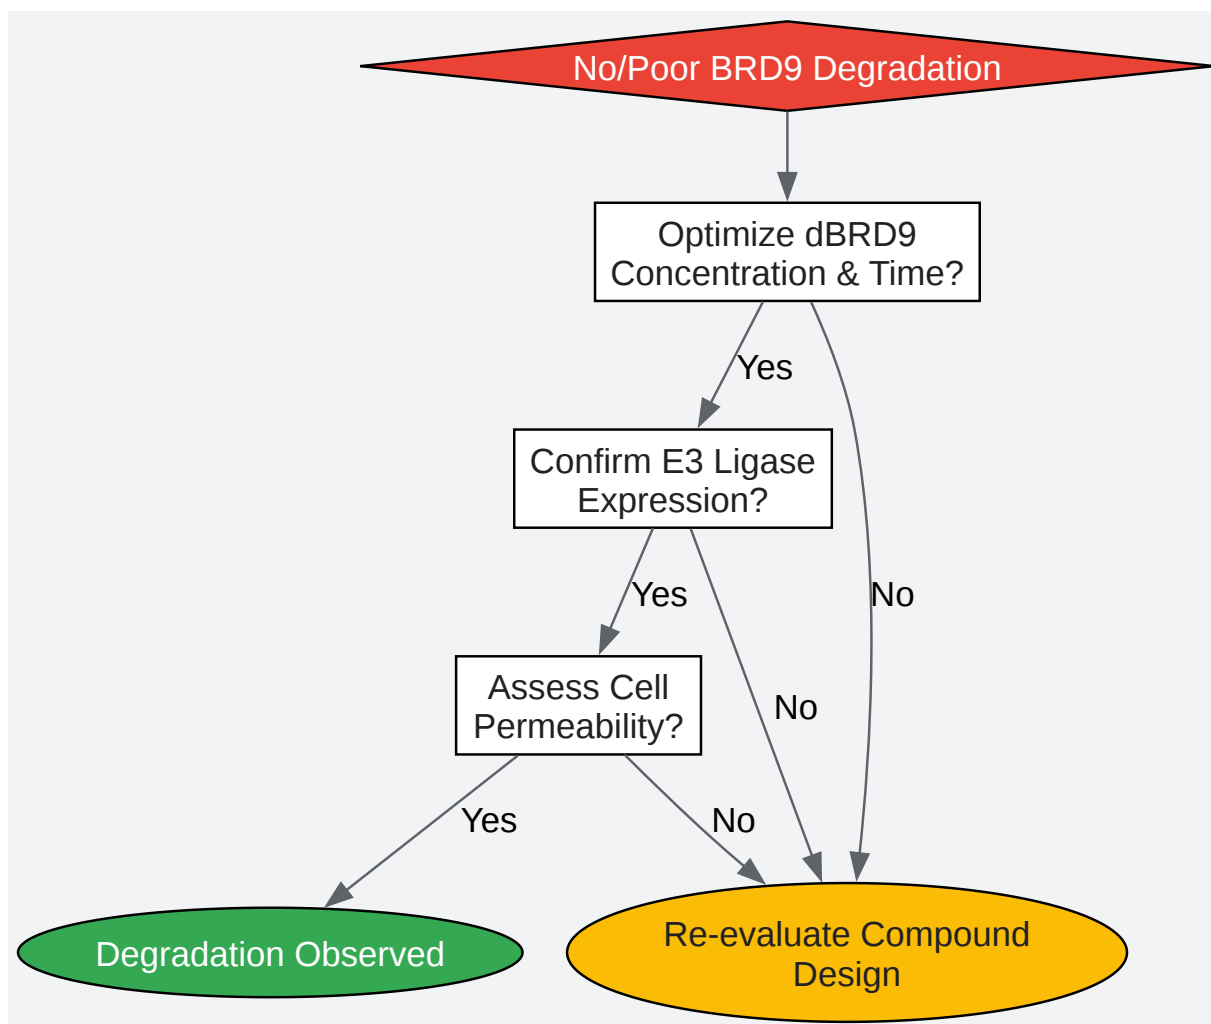 No/Poor BRD9 Degradation
Optimize dBRD9
Concentration & Time?
Yes
Confirm E3 Ligase
Expression?
Yes
No
Assess Cell
Permeability?
No
Yes
No
Degradation Observed
Re-evaluate Compound
Design